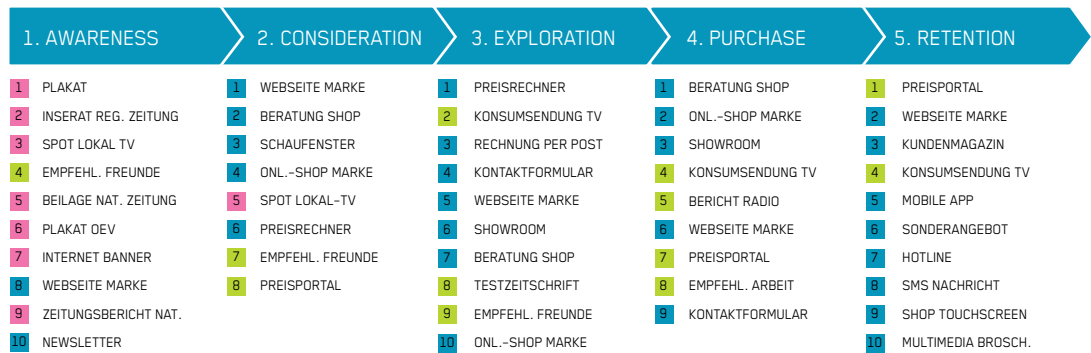 1. AWARENESS
2. CONSIDERATION
3. EXPLORATION
4. PURCHASE
5. RETENTION
1 PLAKAT
2 INSERAT REG. ZEITUNG
3 SPOT LOKAL TV
4 EMPFEHL. FREUNDE
5 BEILAGE NAT. ZEITUNG
6 PLAKAT OEV
7 INTERNET BANNER
8 WEBSEITE MARKE
9 ZEITUNGSBERICHT NAT.
10 NEWSLETTER
1 WEBSEITE MARKE
2 BERATUNG SHOP
3 SCHAUFENSTER
4 ONL.-SHOP MARKE
5 SPOT LOKAL-TV
6 PREISRECHNER
7 EMPFEHL. FREUNDE
8 PREISPORTAL
1 PREISRECHNER
2 KONSUMSENDUNG TV
3 RECHNUNG PER POST
4 KONTAKTFORMULAR
5 WEBSEITE MARKE
6 SHOWROOM
7 BERATUNG SHOP
8 TESTZEITSCHRIFT
9 EMPFEHL. FREUNDE
10 ONL.-SHOP MARKE
1 BERATUNG SHOP
2 ONL.-SHOP MARKE
3 SHOWROOM
4 KONSUMSENDUNG TV
5 BERICHT RADIO
6 WEBSEITE MARKE
7 PREISPORTAL
8 EMPFEHL. ARBEIT
9 KONTAKTFORMULAR
1 PREISPORTAL
2 WEBSEITE MARKE
3 KUNDENMAGAZIN
4 KONSUMSENDUNG TV
5 MOBILE APP
6 SONDERANGEBOT
7 HOTLINE
8 SMS NACHRICHT
9 SHOP TOUCHSCREEN
10 MULTIMEDIA BROSCH.